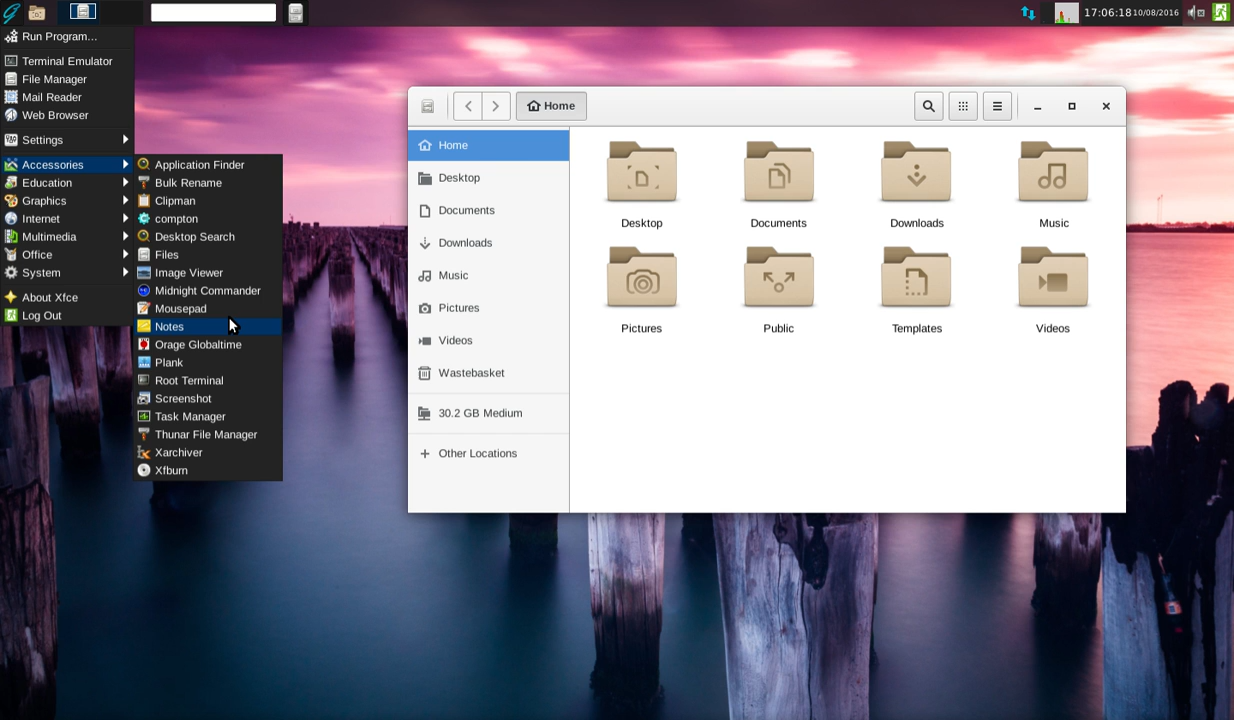 17:06:18 10/08/2016
Run Program...
Terminal Emulator
File Manager
Mail Reader
Web Browser
Settings
Accessories
Education
Graphics
Internet
Multimedia
Office
System
About Xfce
Log Out
Application Finder
Bulk Rename
Clipman
compton
Desktop Search
Files
Image Viewer
Midnight Commander
Mousepad
Notes
Orage Globaltime
Plank
Root Terminal
Screenshot
Task Manager
Thunar File Manager
Xarchiver
Xfburn
Home
Home
Desktop
Documents
Downloads
Music
Pictures
Videos
Wastebasket
30.2 GB Medium
Other Locations
Desktop
Documents
Downloads
Music
Pictures
Public
Templates
Videos